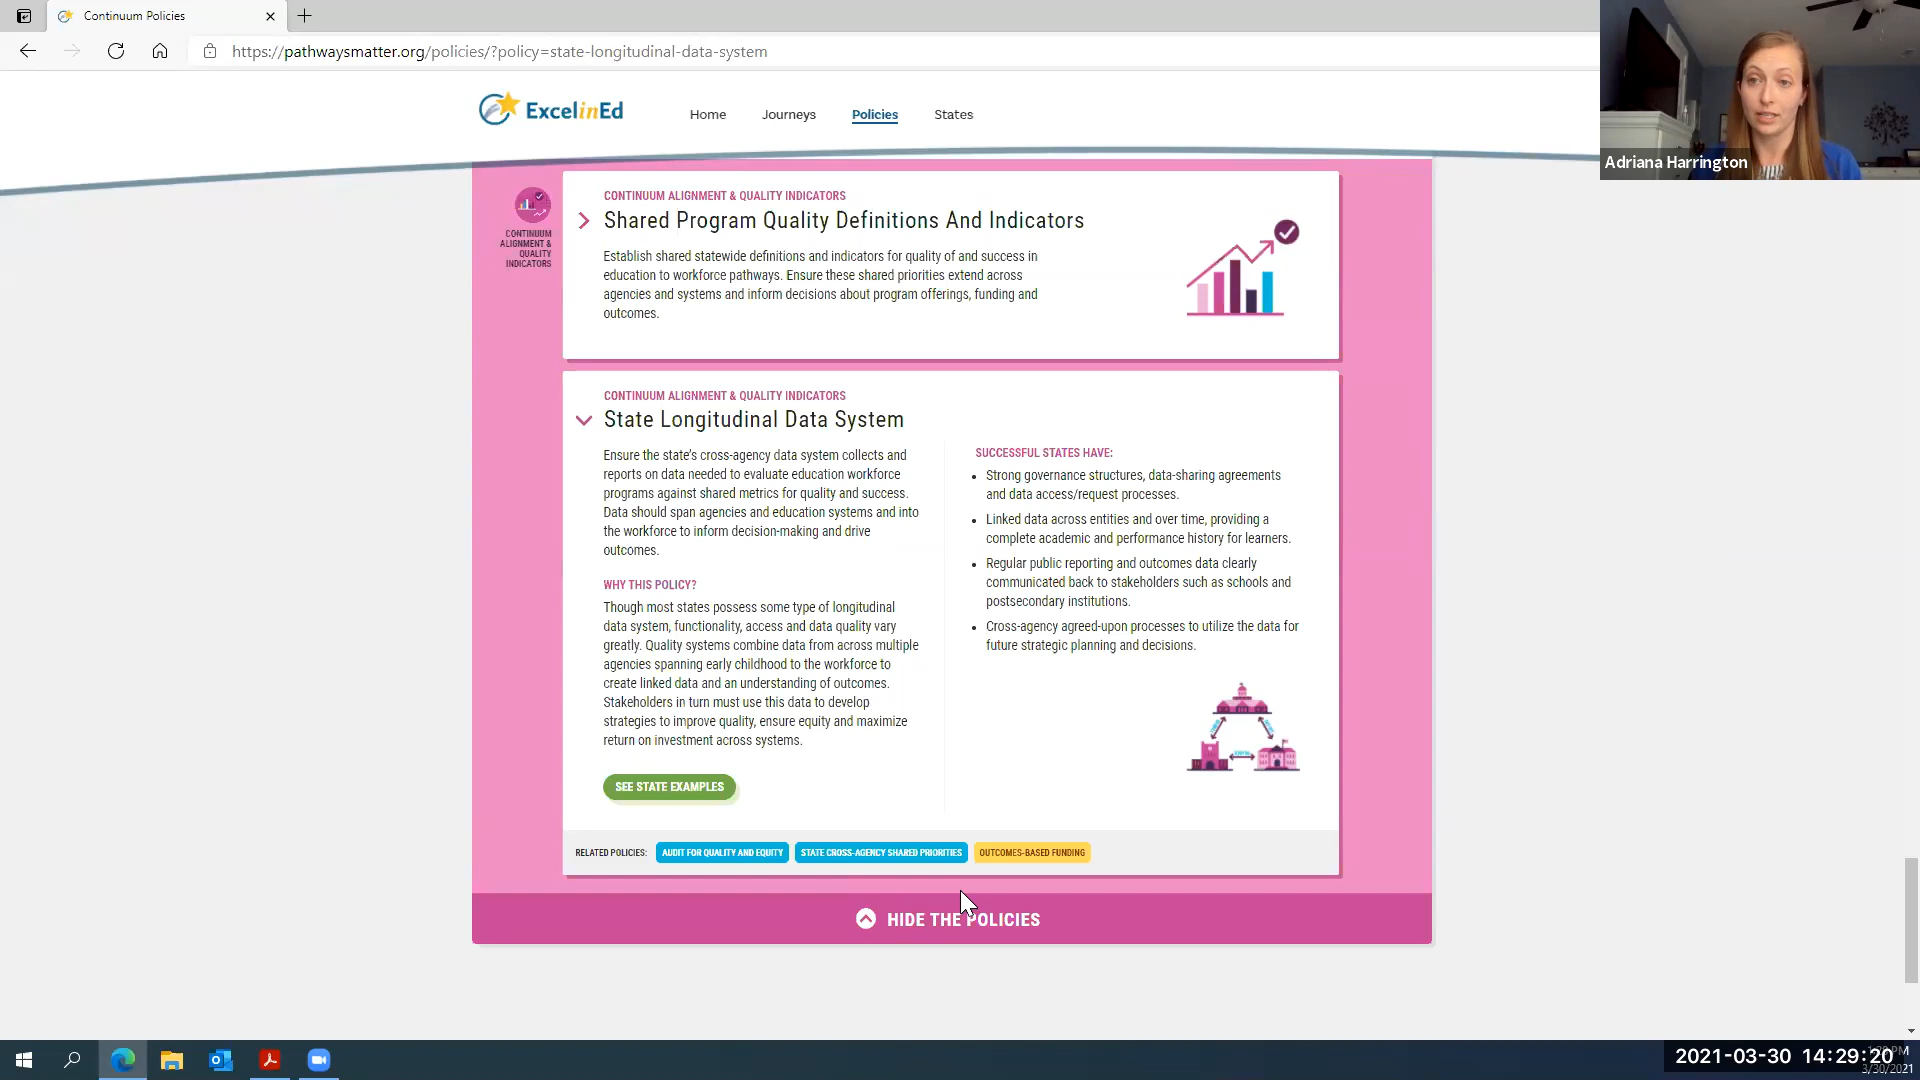 Continuum Policies
https://pathwaysmatter.org/policies/?policy=state-longitudinal-data-system
ExcelinEd
Home
Journeys
Policies
States
Adriana Harrington
CONTINUUM
ALIGNMENT &
QUALITY
INDICATORS
CONTINUUM ALIGNMENT & QUALITY INDICATORS
Shared Program Quality Definitions And Indicators
Establish shared statewide definitions and indicators for quality of and success in
education to workforce pathways. Ensure these shared priorities extend across
agencies and systems and inform decisions about program offerings, funding and
outcomes.
CONTINUUM ALIGNMENT & QUALITY INDICATORS
State Longitudinal Data System
Ensure the state's cross-agency data system collects and
reports on data needed to evaluate education workforce
programs against shared metrics for quality and success.
Data should span agencies and education systems and into
the workforce to inform decision-making and drive
outcomes.
WHY THIS POLICY?
Though most states possess some type of longitudinal
data system, functionality, access and data quality vary
greatly. Quality systems combine data from across multiple
agencies spanning early childhood to the workforce to
create linked data and an understanding of outcomes.
Stakeholders in turn must use this data to develop
strategies to improve quality, ensure equity and maximize
return on investment across systems.
SEE STATE EXAMPLES
SUCCESSFUL STATES HAVE:
• Strong governance structures, data-sharing agreements
and data access/request processes.
• Linked data across entities and over time, providing a
complete academic and performance history for learners.
• Regular public reporting and outcomes data clearly
communicated back to stakeholders such as schools and
postsecondary institutions.
• Cross-agency agreed-upon processes to utilize the data for
future strategic planning and decisions.
RELATED POLICIES:
AUDIT FOR QUALITY AND EQUITY
STATE CROSS-AGENCY SHARED PRIORITIES
OUTCOMES-BASED FUNDING
HIDE THE POLICIES
2021-03-30 14:29:20
3/30/2021